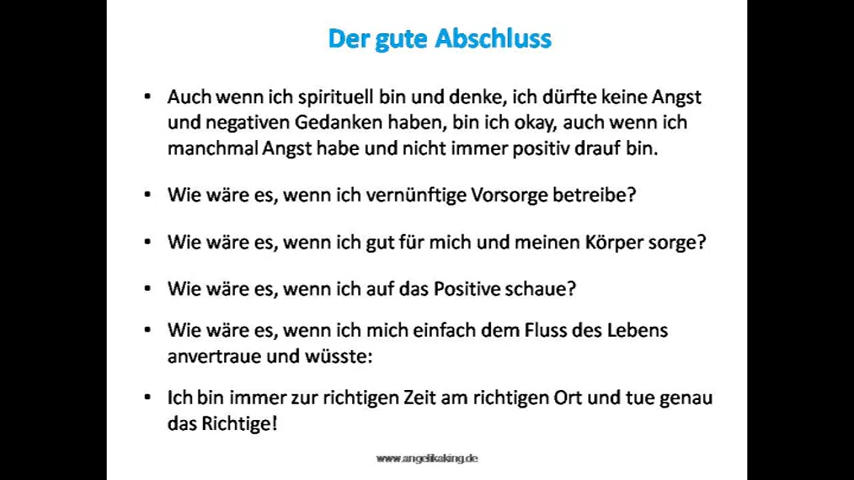 Der gute Abschluss
• Auch wenn ich spirituell bin und denke, ich dürfte keine Angst
und negativen Gedanken haben, bin ich okay, auch wenn ich
manchmal Angst habe und nicht immer positiv drauf bin.
• Wie wäre es, wenn ich vernünftige Vorsorge betreibe?
• Wie wäre es, wenn ich gut für mich und meinen Körper sorge?
• Wie wäre es, wenn ich auf das Positive schaue?
• Wie wäre es, wenn ich mich einfach dem Fluss des Lebens
anvertraue und wüsste:
• Ich bin immer zur richtigen Zeit am richtigen Ort und tue genau
das Richtige!
www.angelikaking.de